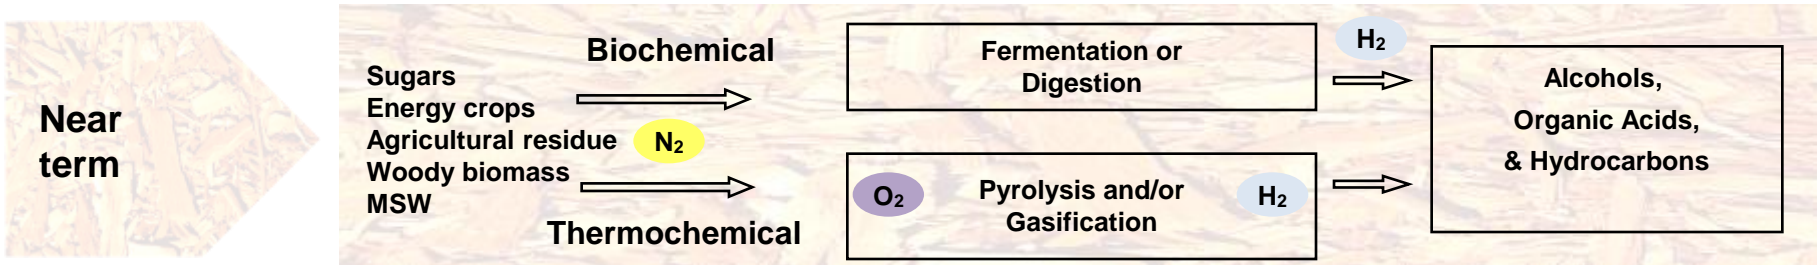 Near
term
Sugars
Energy crops
Agricultural residue
Woody biomass
MSW
Biochemical
N2
Thermochemical
Fermentation or
Digestion
H2
O2
Pyrolysis and/or
Gasification
H2
Alcohols,
Organic Acids,
& Hydrocarbons